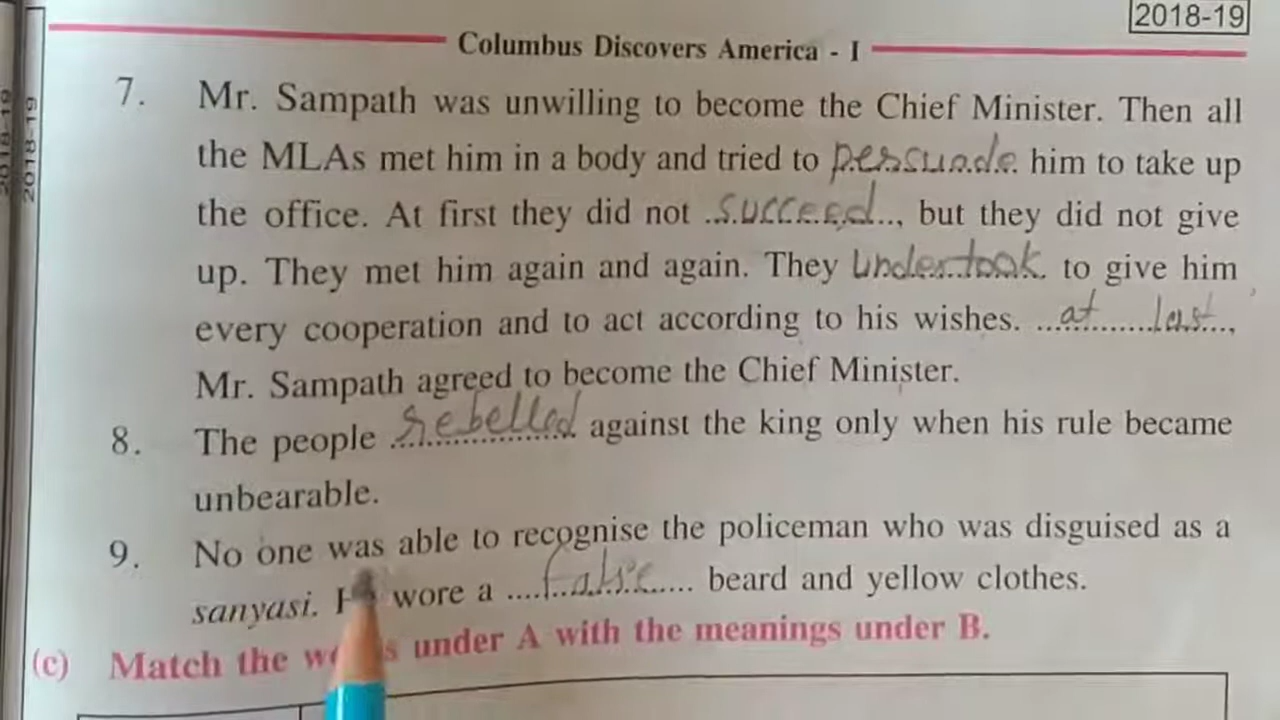 2018-19
Columbus Discovers America - I
2018-19
2018-19
7. Mr. Sampath was unwilling to become the Chief Minister. Then all
the MLAs met him in a body and tried to persuade him to take up
the office. At first they did not succeed, but they did not give
up. They met him again and again. They undertook to give him
every cooperation and to act according to his wishes. at last,
Mr. Sampath agreed to become the Chief Minister.
8. The people rebelled against the king only when his rule became
unbearable.
9. No one was able to recognise the policeman who was disguised as a
sanyasi. wore a false beard and yellow clothes.
(c) Match the under A with the meanings under B.